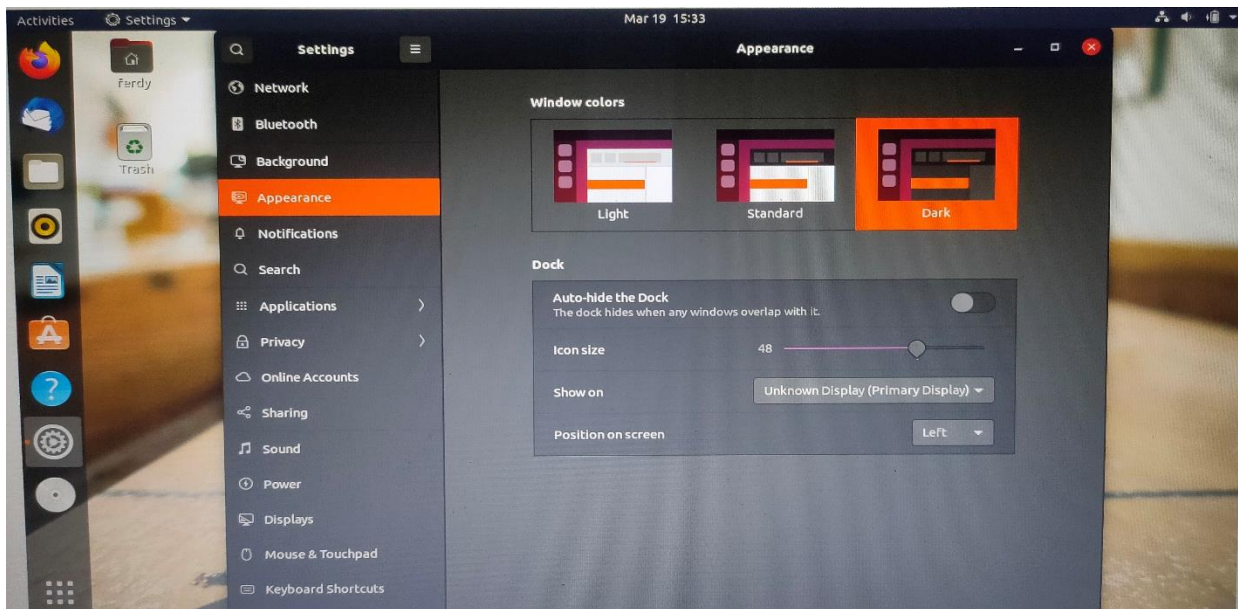 Activities Settings Mar 19 15:33
Ferdy
Trash
Settings
Network
Bluetooth
Background
Appearance
Notifications
Search
Applications
Privacy
Online Accounts
Sharing
Sound
Power
Displays
Mouse & Touchpad
Keyboard Shortcuts
Appearance
Window colors
Light Standard Dark
Dock
Auto-hide the Dock
The dock hides when any windows overlap with it.
Icon size 48
Show on Unknown Display (Primary Display)
Position on screen Left